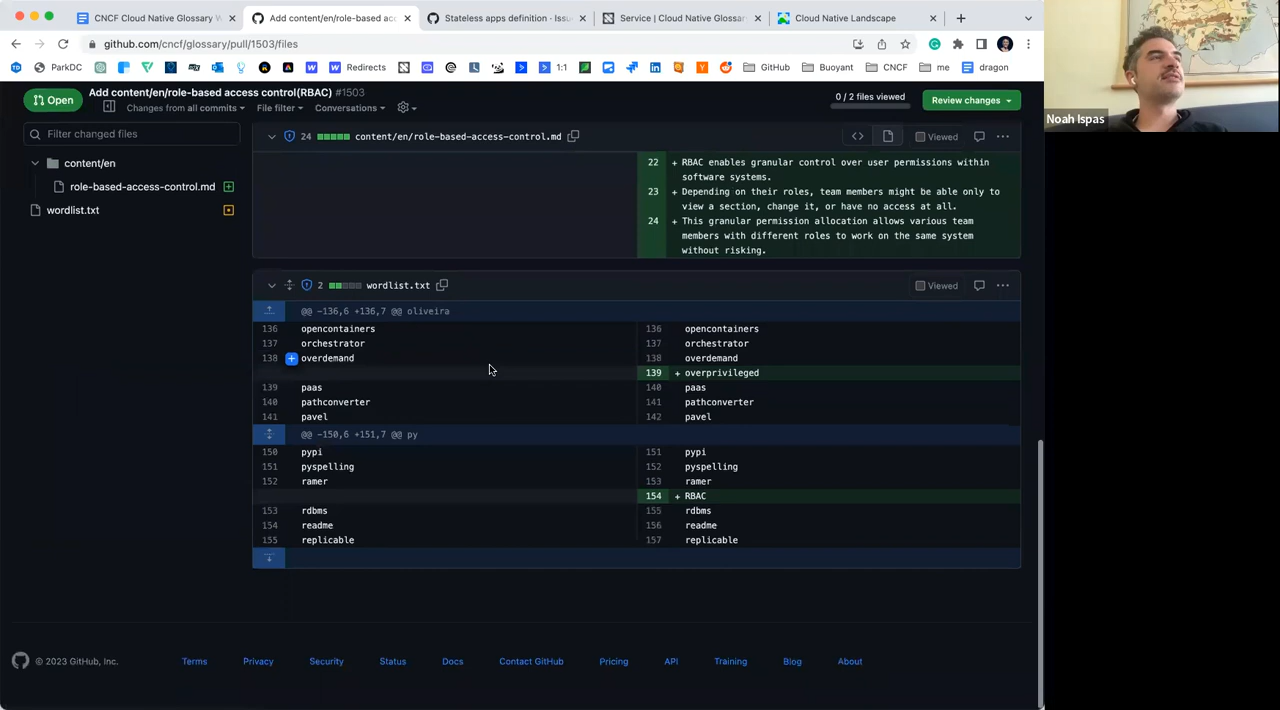 CNCF Cloud Native Glossary W
Add content/en/role-based acc
Stateless apps definition · Issu
Service | Cloud Native Glossary
Cloud Native Landscape
github.com/cncf/glossary/pull/1503/files
ParkDC
Redirects
1:1
GitHub
Buoyant
CNCF
me
dragon
Open
Add content/en/role-based access control(RBAC) #1503
Changes from all commits
File filter
Conversations
0 / 2 files viewed
Review changes
Filter changed files
content/en
role-based-access-control.md
wordlist.txt
24 content/en/role-based-access-control.md
Viewed
22 + RBAC enables granular control over user permissions within
software systems.
23 + Depending on their roles, team members might be able only to
view a section, change it, or have no access at all.
24 + This granular permission allocation allows various team
members with different roles to work on the same system
without risking.
2 wordlist.txt
Viewed
@@ -136,6 +136,7 @@ oliveira
136 opencontainers 136 opencontainers
137 orchestrator 137 orchestrator
138 + overdemand 138 overdemand
139 + overprivileged
139 paas 140 paas
140 pathconverter 141 pathconverter
141 pavel 142 pavel
@@ -150,6 +151,7 @@ py
150 pypi 151 pypi
151 pyspelling 152 pyspelling
152 ramer 153 ramer
154 + RBAC
153 rdbms 155 rdbms
154 readme 156 readme
155 replicable 157 replicable
© 2023 GitHub, Inc.
Terms
Privacy
Security
Status
Docs
Contact GitHub
Pricing
API
Training
Blog
About
Noah Ispas